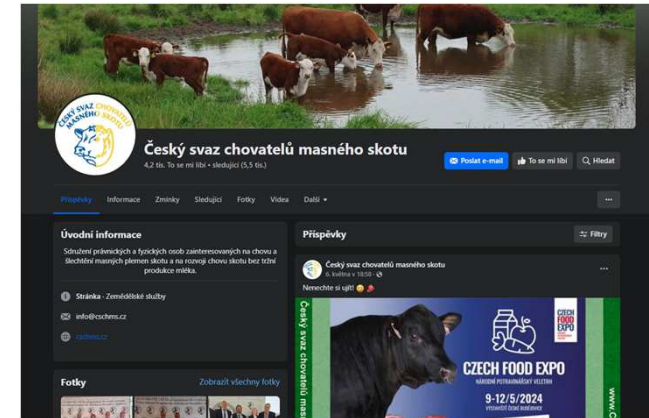 ČESKÝ SVAZ CHOVATELŮ
MASNÉHO SKOTU
Český svaz chovatelů masného skotu
4,2 tis. To se mi líbí • sledující (5,5 tis.)
Poslat e-mail
To se mi líbí
Hledat
Příspěvky Informace Zmínky Sledující Fotky Videa Další
Úvodní informace
Sdružení právnických a fyzických osob zainteresovaných na chovu a
šlechtění masných plemen skotu a na rozvoji chovu skotu bez tržní
produkce mléka.
Stránka · Zemědělské služby
info@cschms.cz
cschms.cz
Fotky
Zobrazit všechny fotky
Příspěvky
Filtry
Český svaz chovatelů masného skotu
6. května v 18:58
Nenechte si ujít!
Český svaz chovatelů masného
CZECH
FOOD
EXPO
CZECH FOOD EXPO
NÁRODNÍ POTRAVINÁŘSKÝ VELETRH
9-12/5/2024
VÝSTAVIŠTĚ ČESKÉ BUDĚJOVICE
www.c